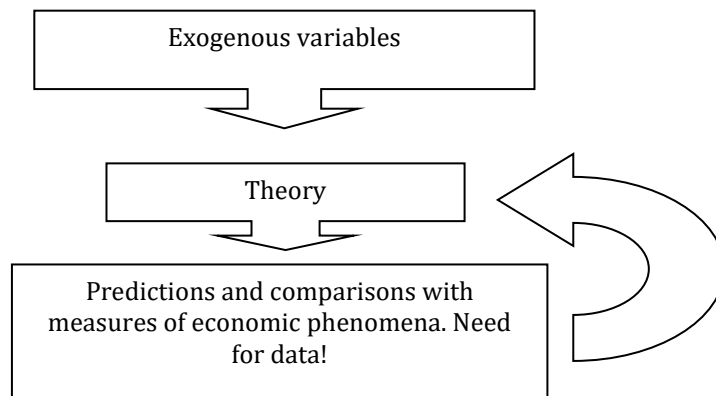 Exogenous variables
Theory
Predictions and comparisons with
measures of economic phenomena. Need
for data!